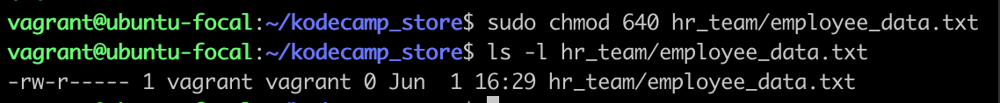 vagrant@ubuntu-focal:~/kodecamp_store$ sudo chmod 640 hr_team/employee_data.txt
vagrant@ubuntu-focal:~/kodecamp_store$ ls -l hr_team/employee_data.txt
-rw-r----- 1 vagrant vagrant 0 Jun  1 16:29 hr_team/employee_data.txt